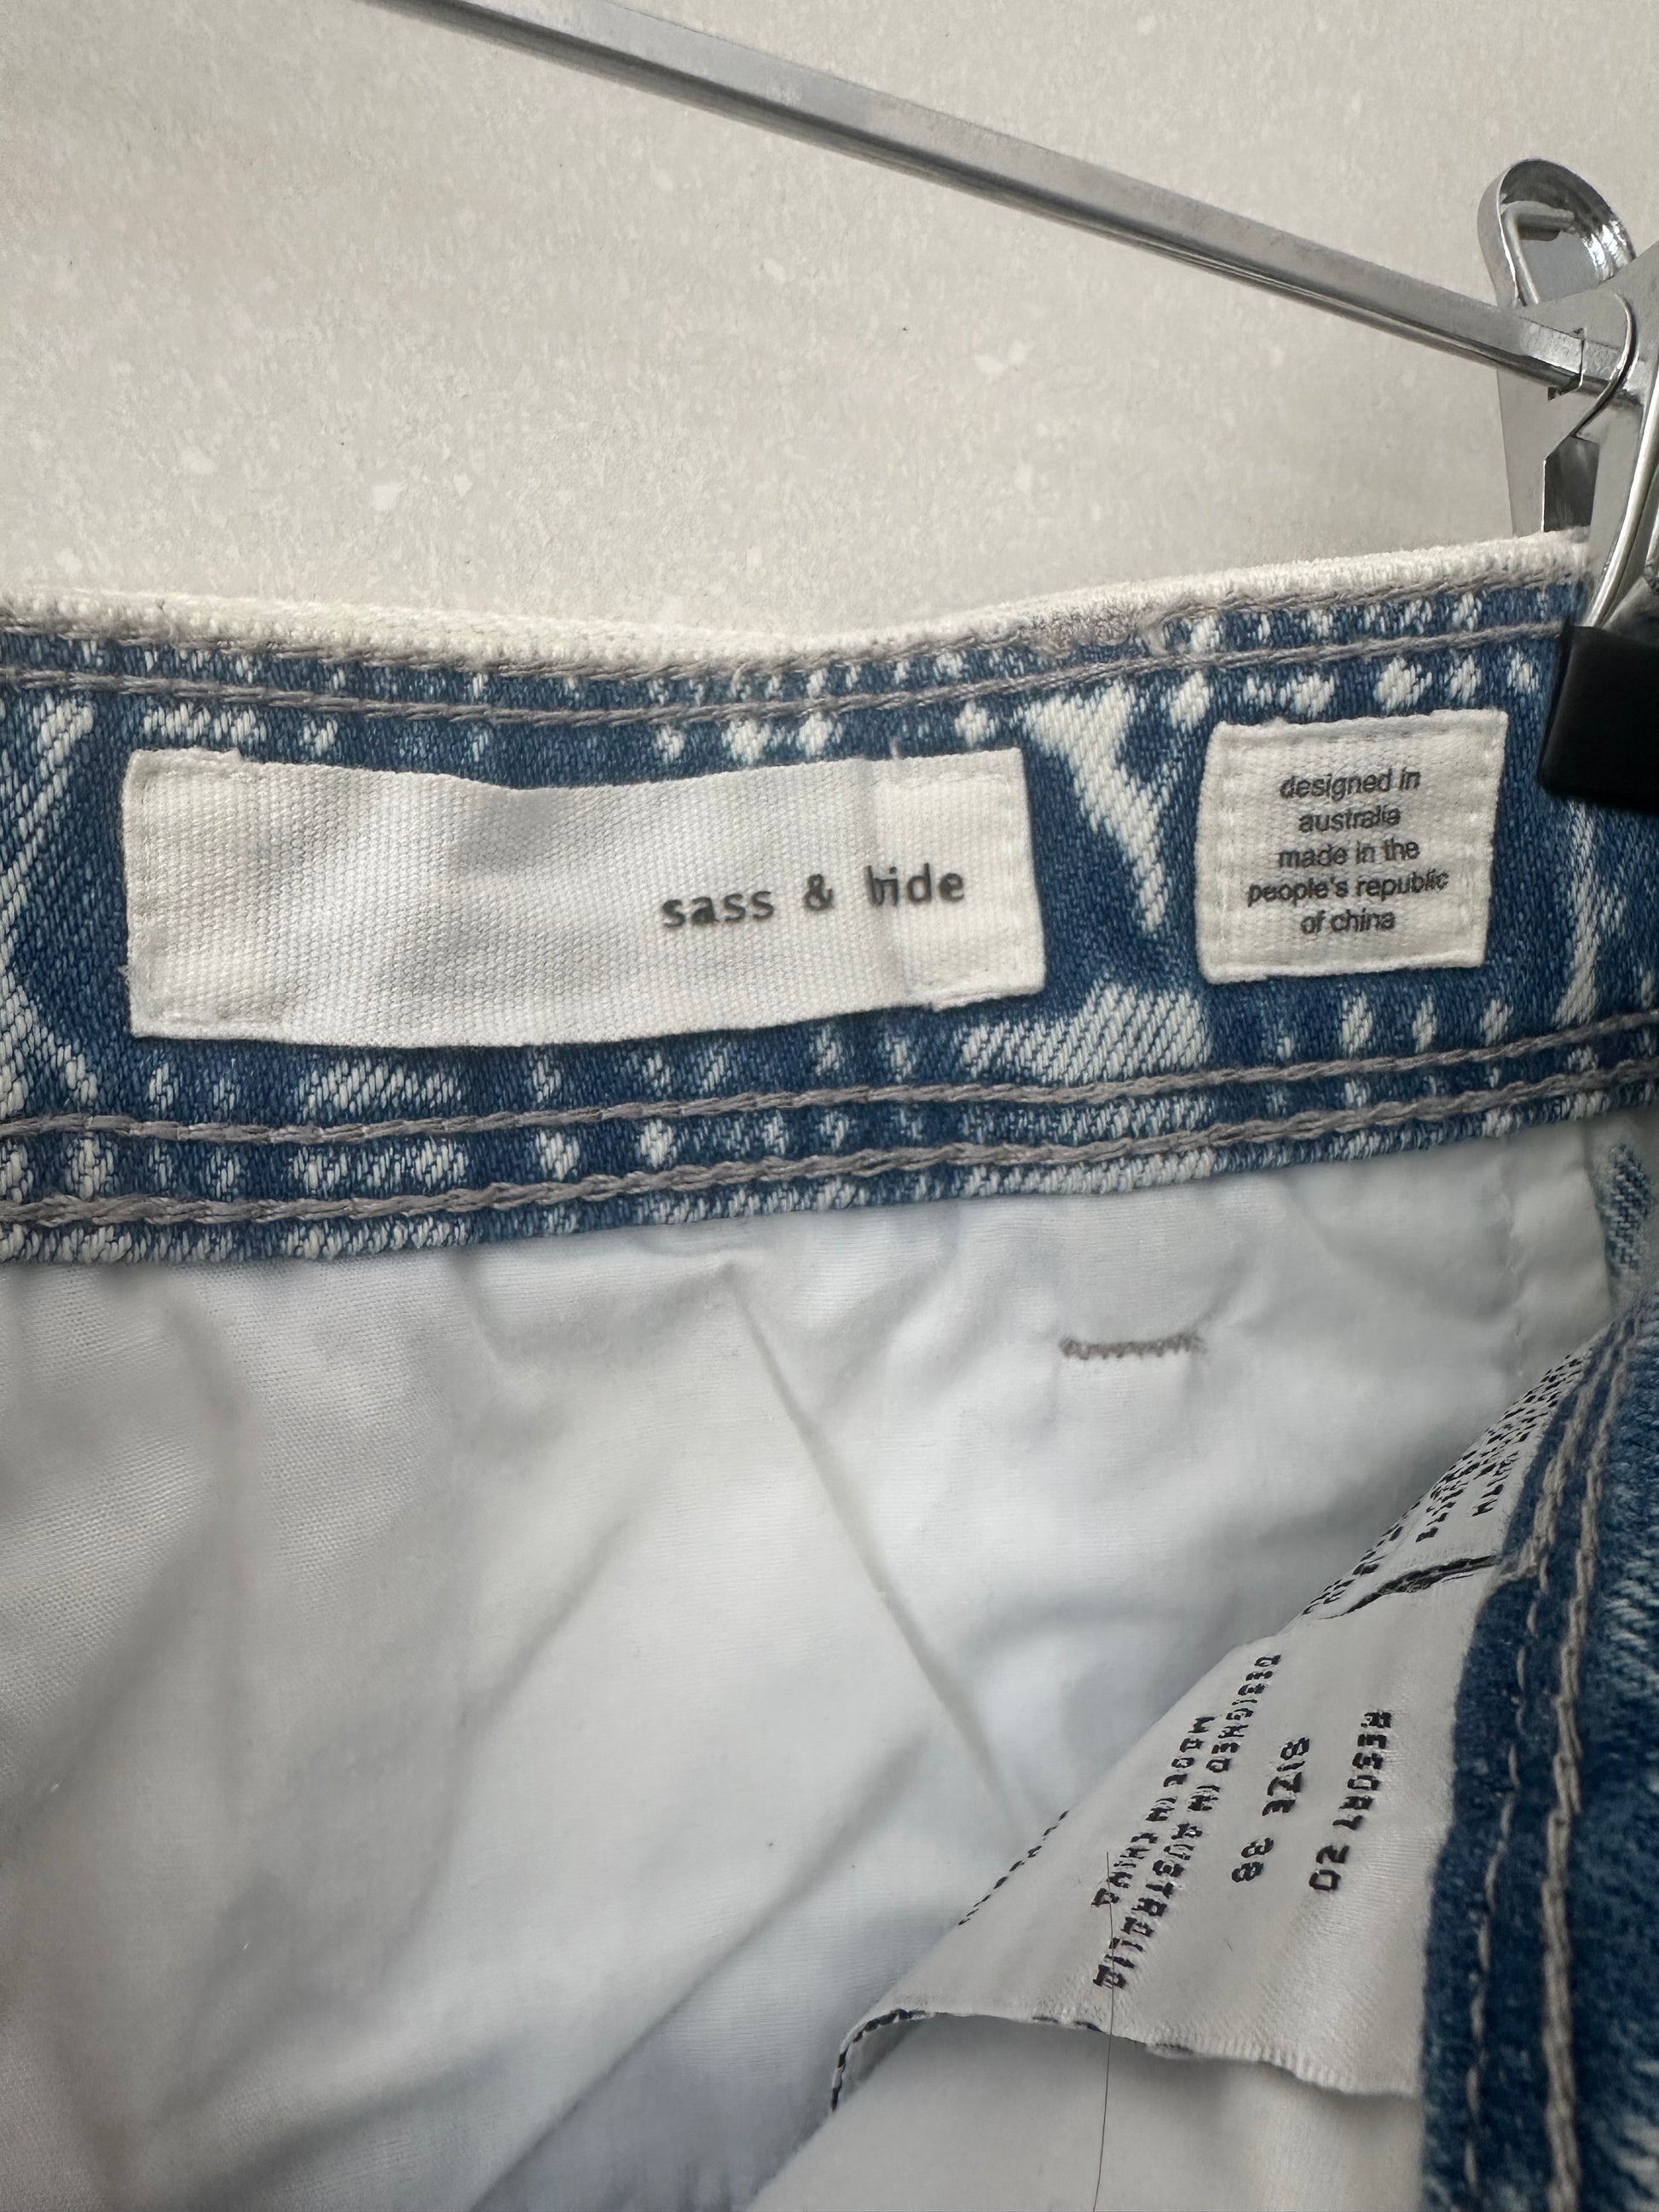 sass & bide
designed in
australia
made in the
people's republic
of china
RESORT 20
SIZE 38
DESIGNED IN AUSTRALIA
MADE IN CHINA